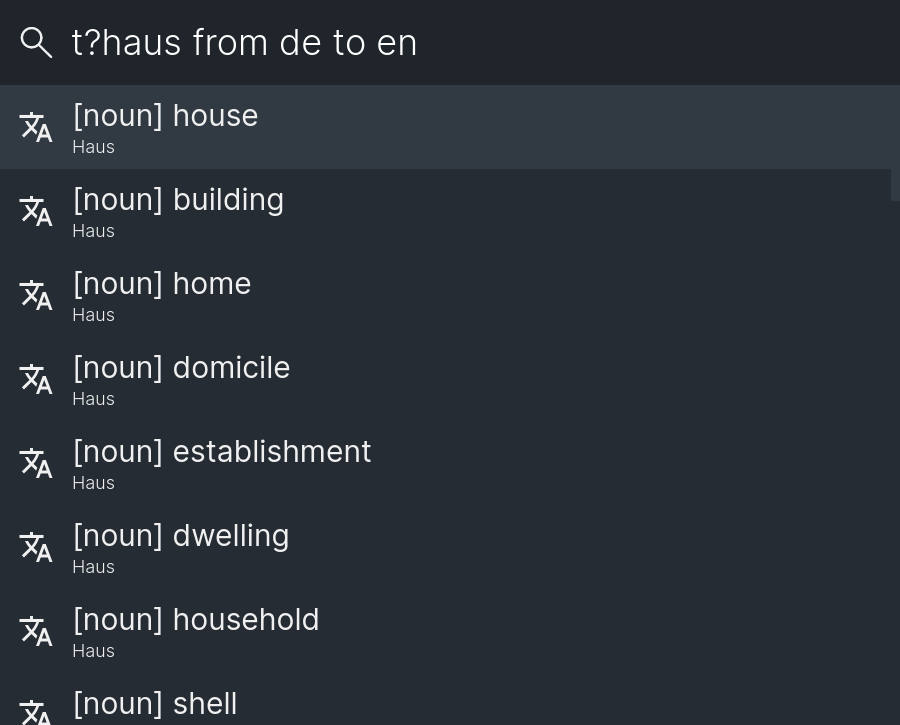 t?haus from de to en
[noun] house
Haus
[noun] building
Haus
[noun] home
Haus
[noun] domicile
Haus
[noun] establishment
Haus
[noun] dwelling
Haus
[noun] household
Haus
[noun] shell